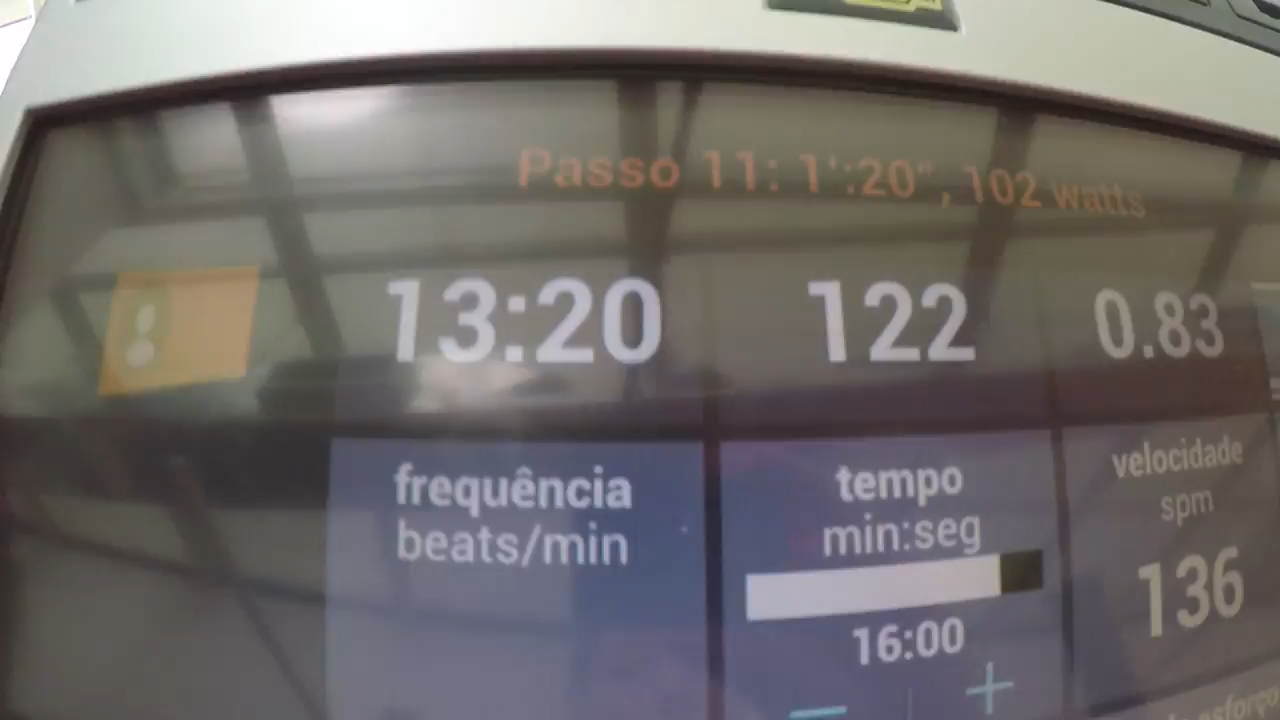 Passo 11: 1':20", 102 watts
13:20
122
0.83
frequência
beats/min
tempo
min:seg
16:00
velocidade
spm
136
esforço